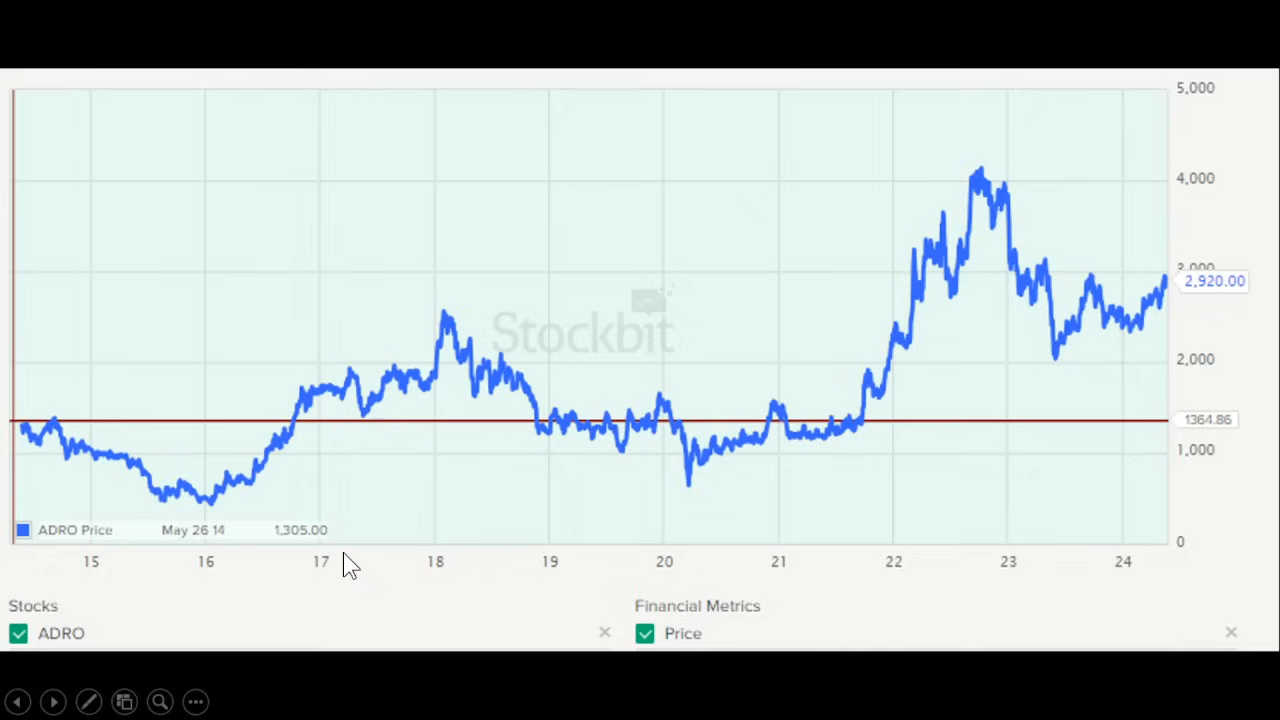 5,000
4,000
3,000
2,920.00
2,000
1364.86
1,000
0
Stockbit
ADRO Price May 26 14 1,305.00
15 16 17 18 19 20 21 22 23 24
Stocks Financial Metrics
ADRO Price